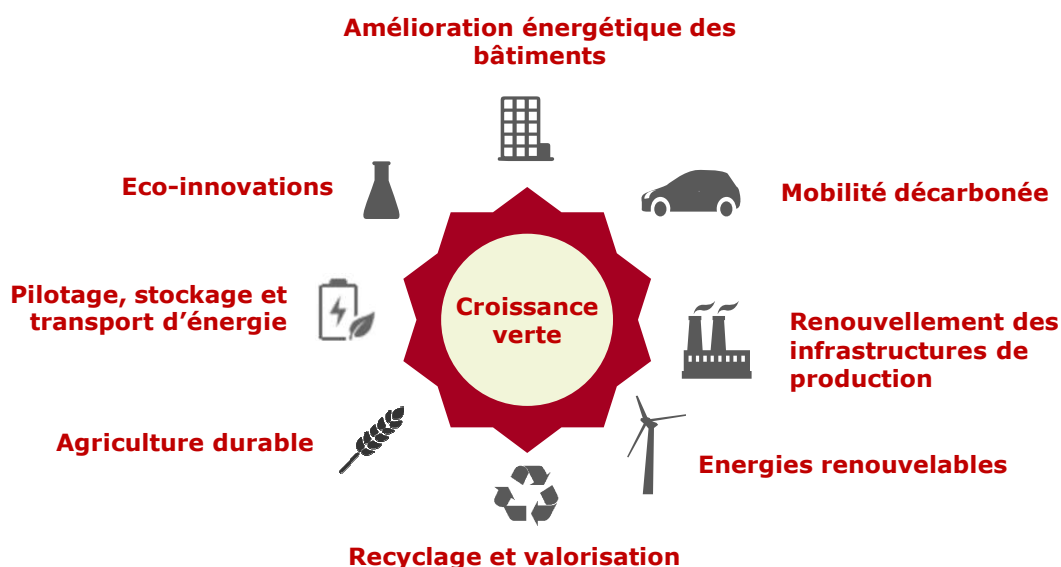 Amélioration énergétique des
bâtiments
Eco-innovations
Mobilité décarbonée
Pilotage, stockage et
transport d’énergie
Croissance
verte
Renouvellement des
infrastructures de
production
Agriculture durable
Energies renouvelables
Recyclage et valorisation